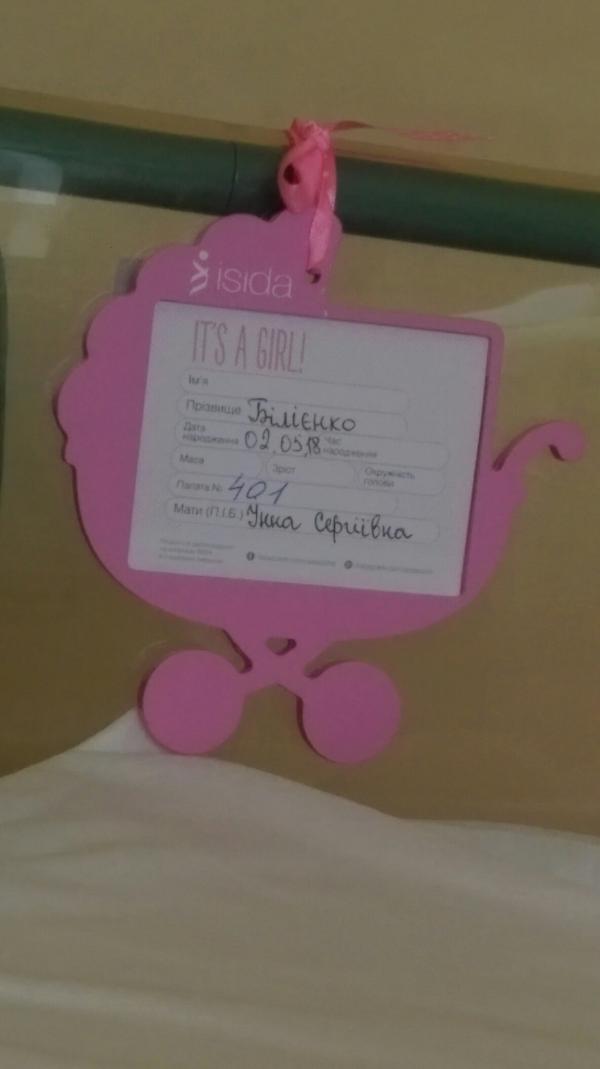 isida
IT'S A GIRL!
Ім'я
Прізвище Білієнко
Дата народження 02.05.18 Час народження
Маса Зріст Окружність голови
Палата № 401
Мати (П.І.Б.) Інна Сергіївна